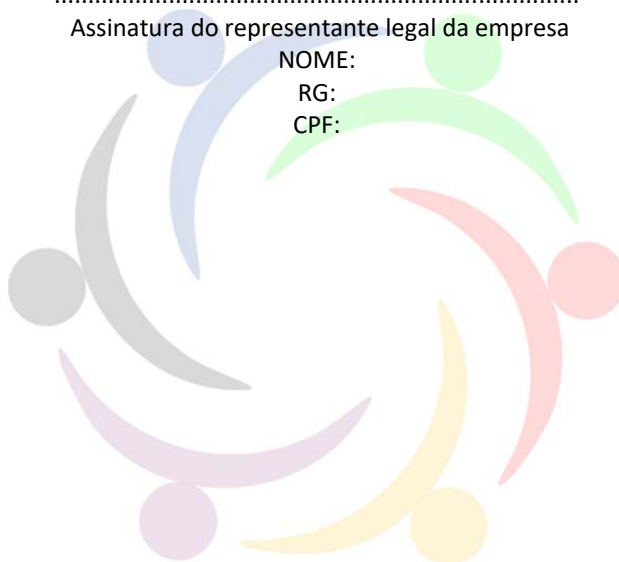 ................................................................................
Assinatura do representante legal da empresa
NOME:
RG:
CPF: